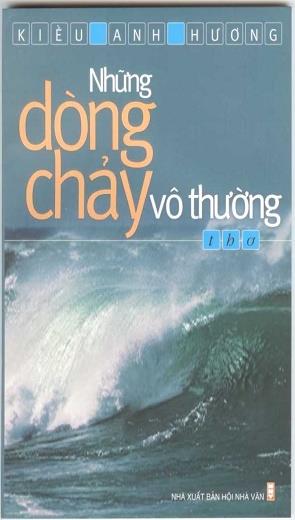 KIỀU ANH HƯƠNG
Những
dòng
chảy vô thường
thơ
NHÀ XUẤT BẢN HỘI NHÀ VĂN